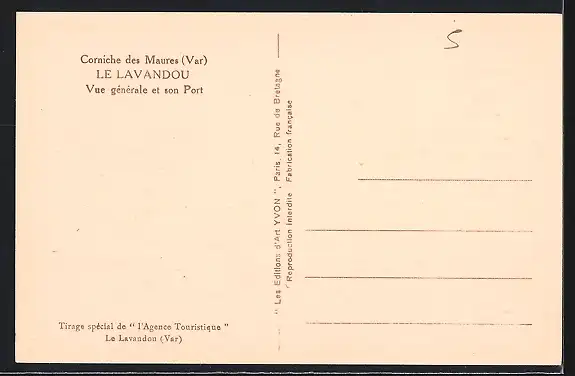 Corniche des Maures (Var)
LE LAVANDOU
Vue générale et son Port
Tirage spécial de " l'Agence Touristique "
Le Lavandou (Var)
" Les Editions d'Art YVON ", Paris, 14, Rue de Bretagne
Reproduction Interdite Fabrication française
5